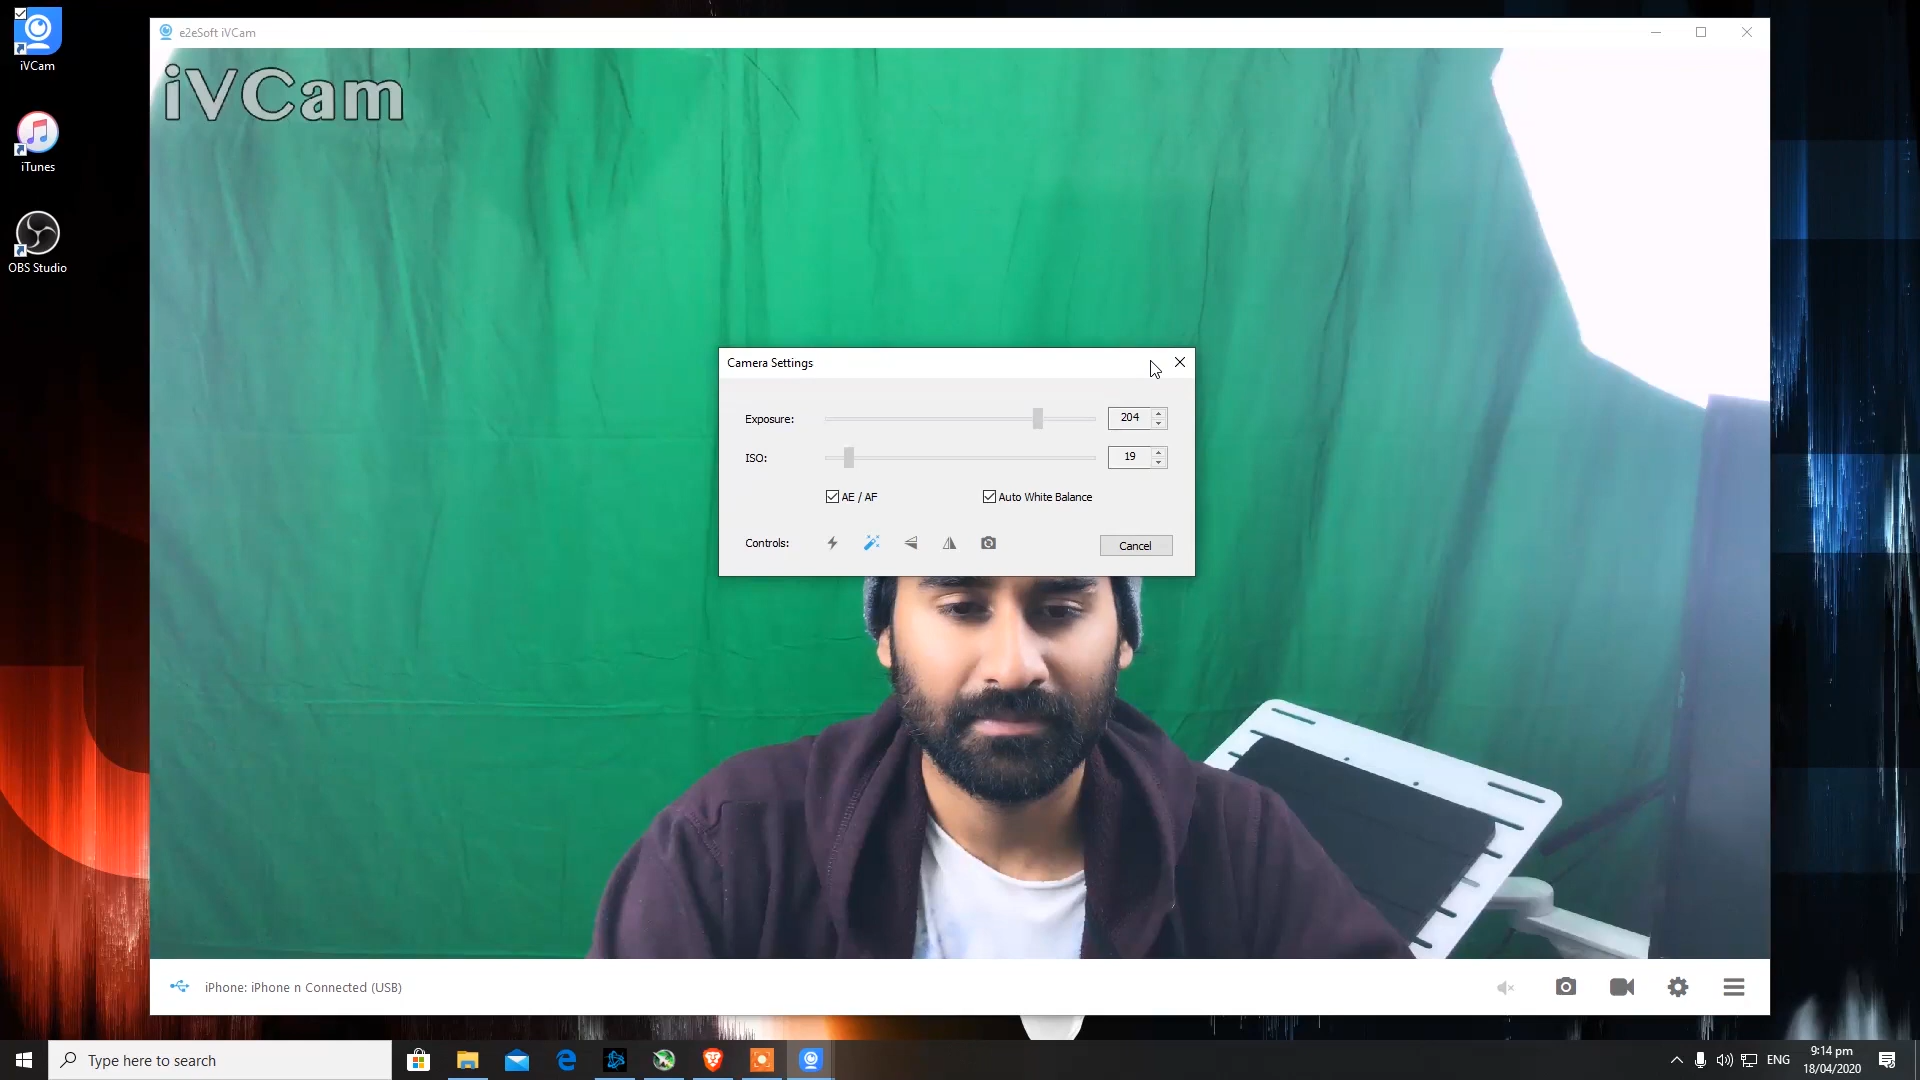 iVCam
iTunes
OBS Studio
e2eSoft iVCam
iVCam
Camera Settings
Exposure:
204
ISO:
19
AE / AF
Auto White Balance
Controls:
Cancel
iPhone: iPhone n Connected (USB)
Type here to search
ENG
9:14 pm
18/04/2020